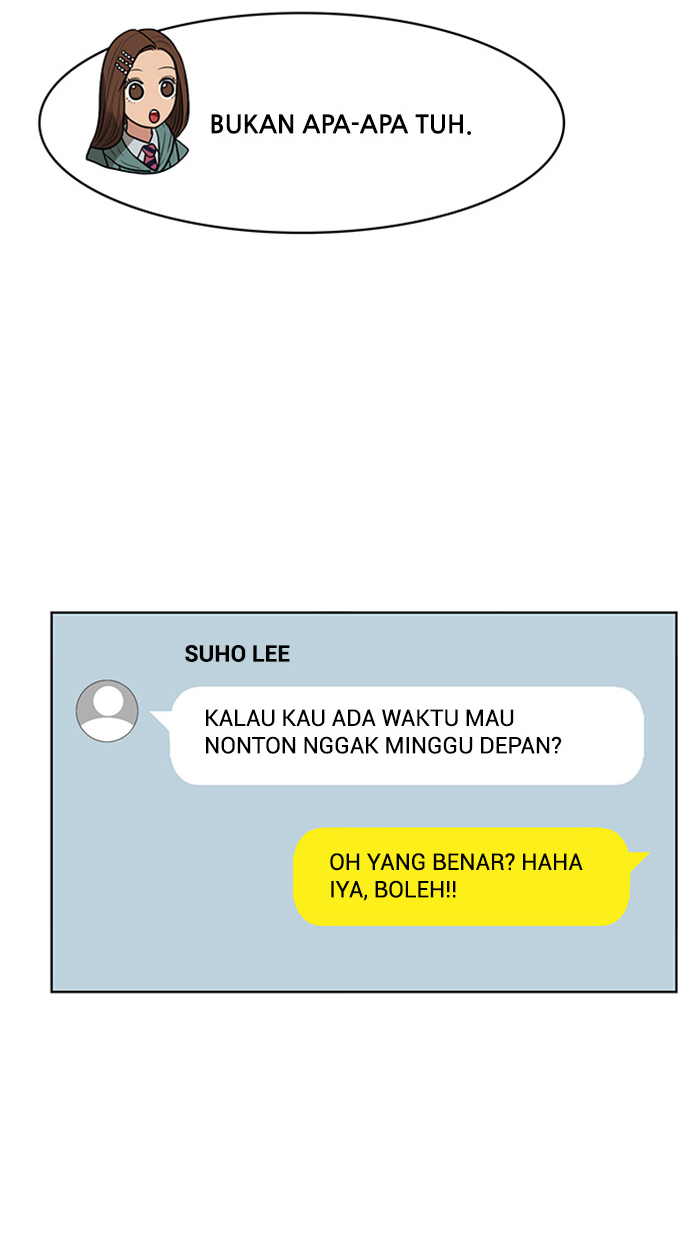 BUKAN APA-APA TUH.
SUHO LEE
KALAU KAU ADA WAKTU MAU
NONTON NGGAK MINGGU DEPAN?
OH YANG BENAR? HAHA
IYA, BOLEH!!